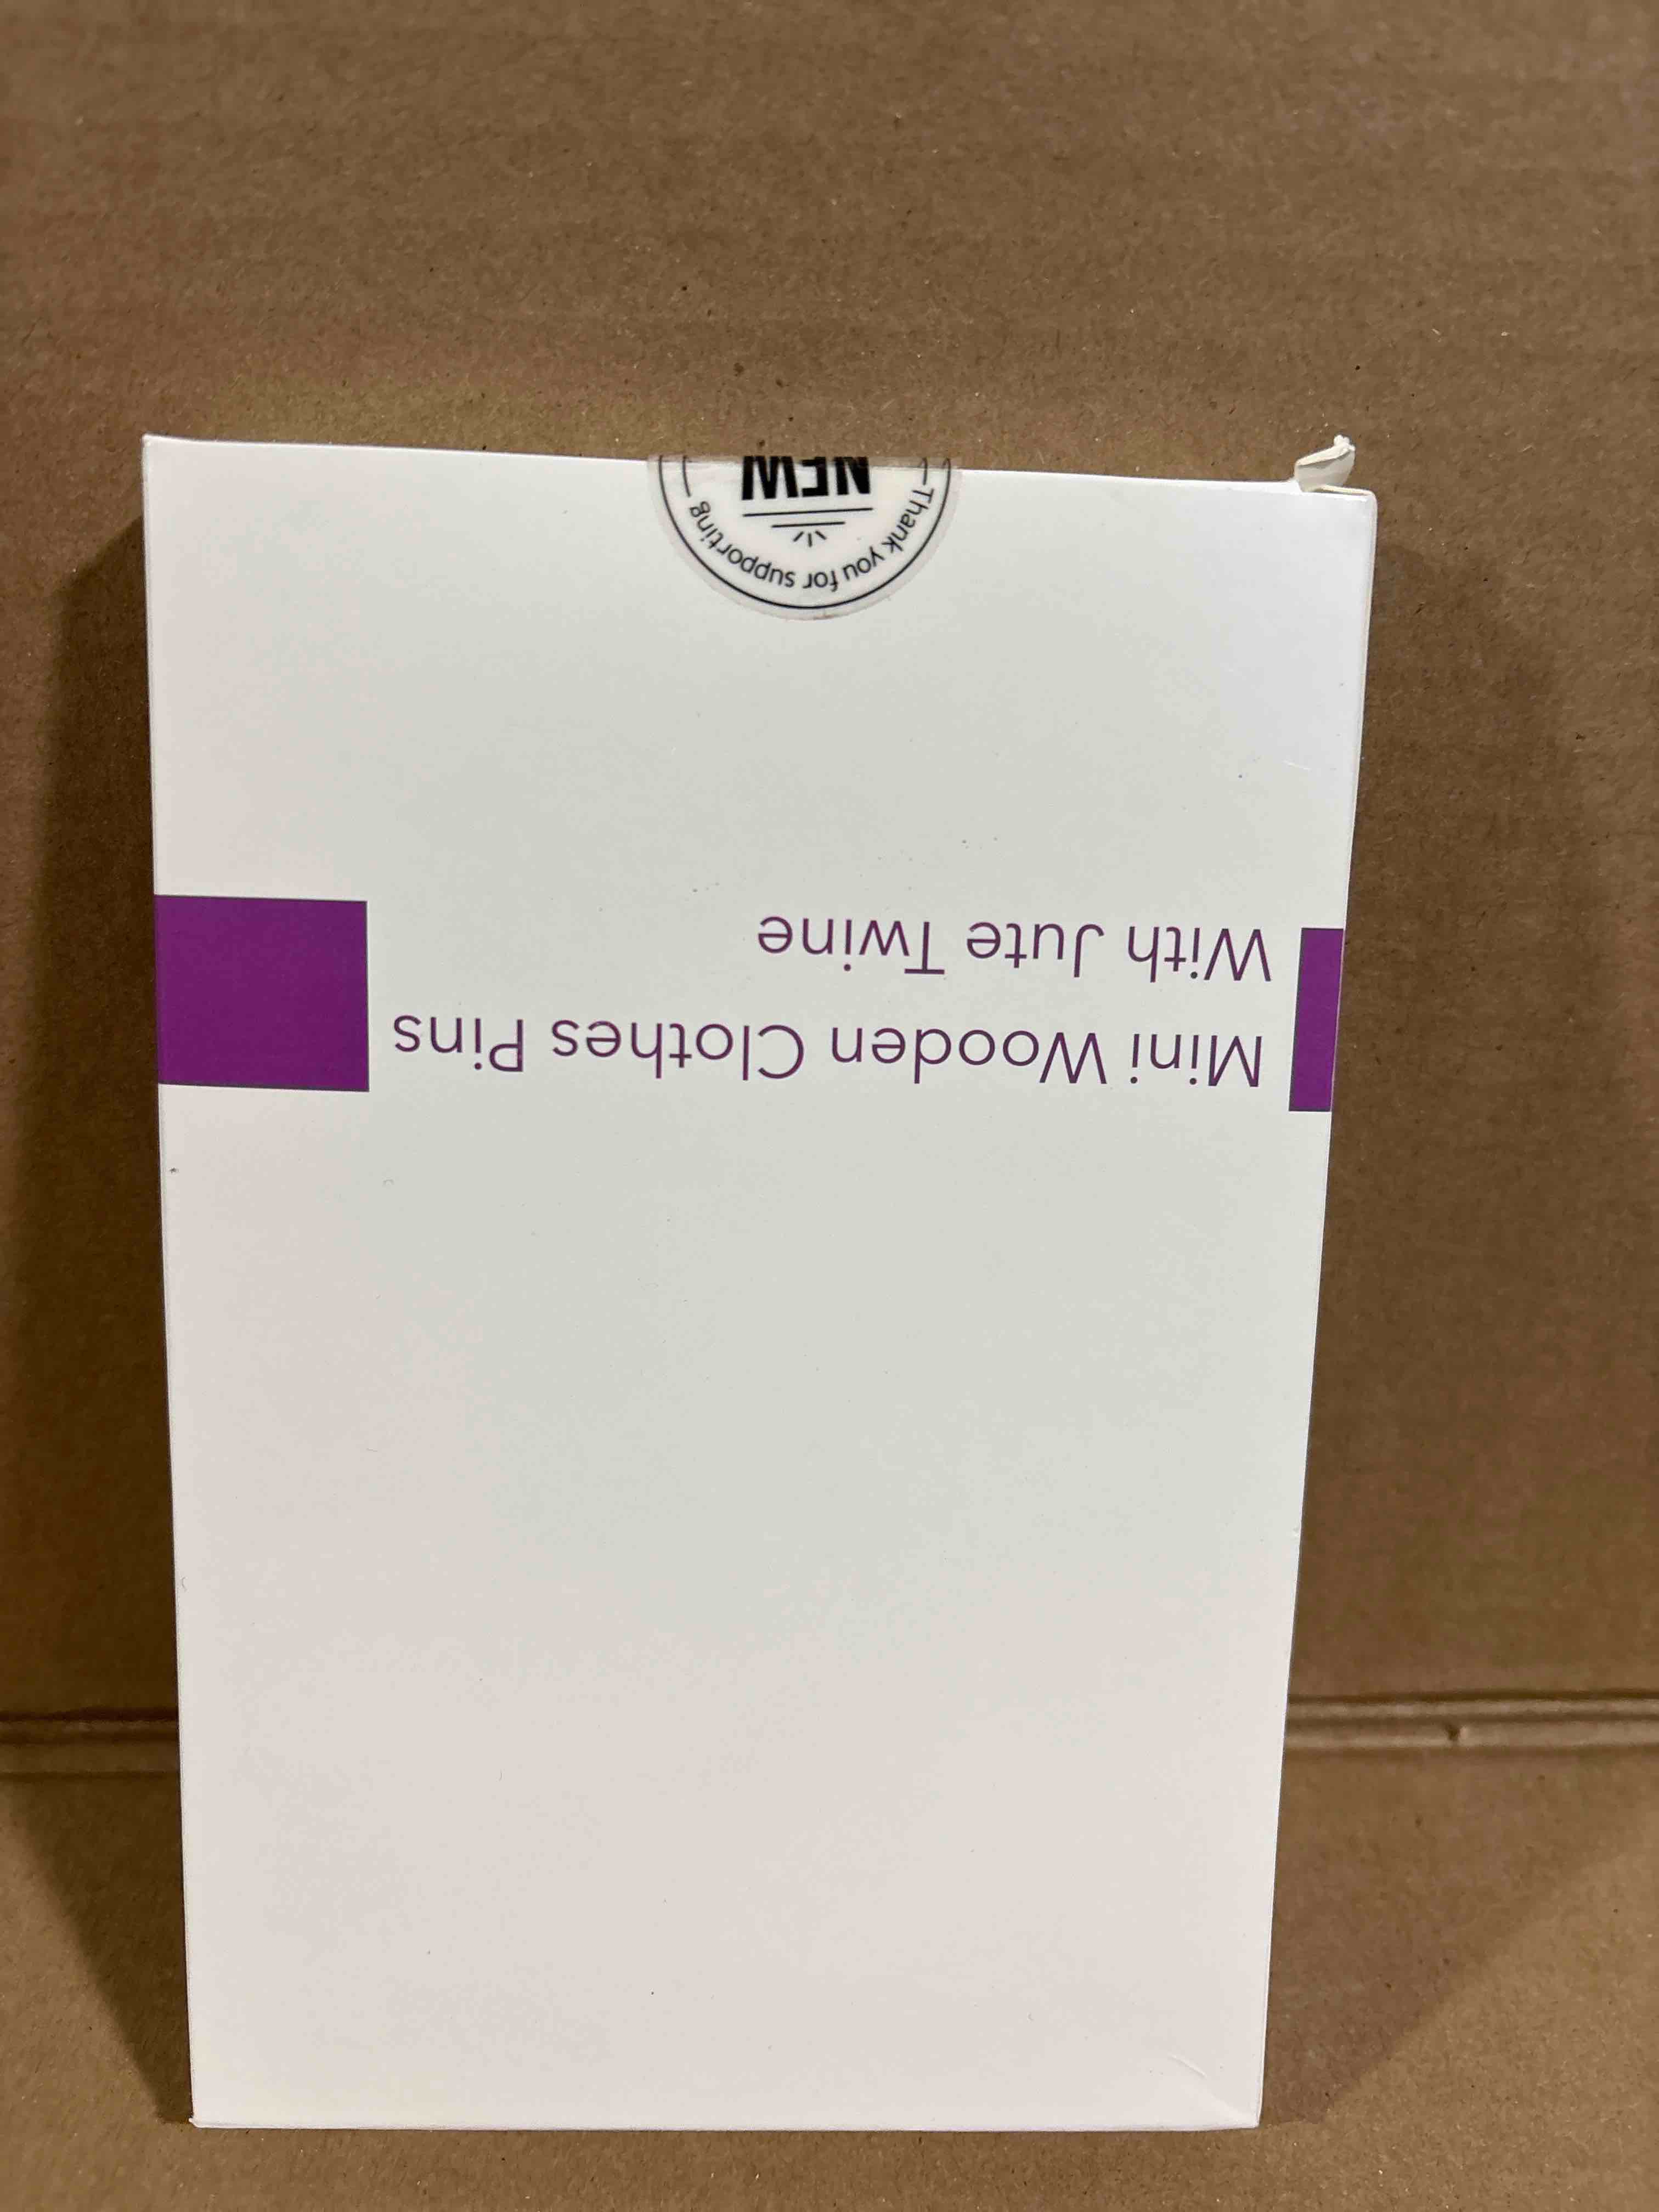 Mini Wooden Clothes Pins
With Jute Twine
NEW
Thank you for supporting